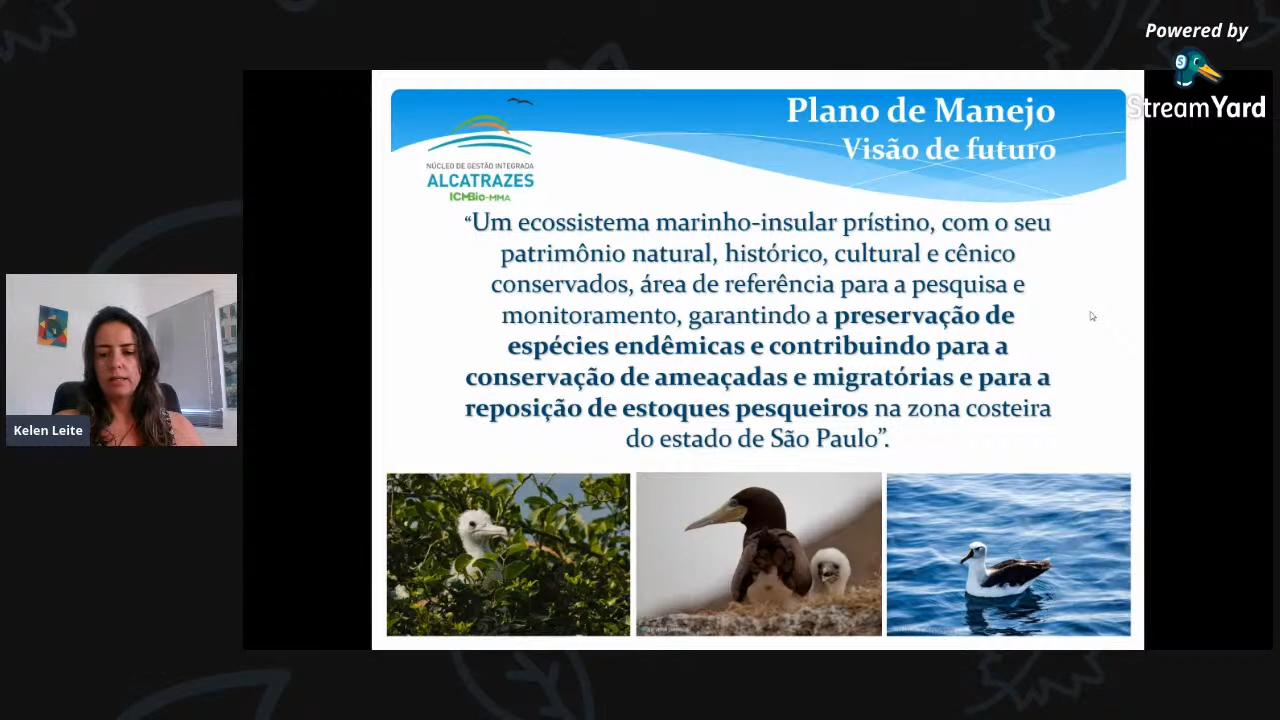 Powered by
StreamYard
Plano de Manejo
Visão de futuro
NÚCLEO DE GESTÃO INTEGRADA
ALCATRAZES
ICMBio-MMA
“Um ecossistema marinho-insular prístino, com o seu
patrimônio natural, histórico, cultural e cênico
conservados, área de referência para a pesquisa e
monitoramento, garantindo a preservação de
espécies endêmicas e contribuindo para a
conservação de ameaçadas e migratórias e para a
reposição de estoques pesqueiros na zona costeira
do estado de São Paulo”.
Kelen Leite